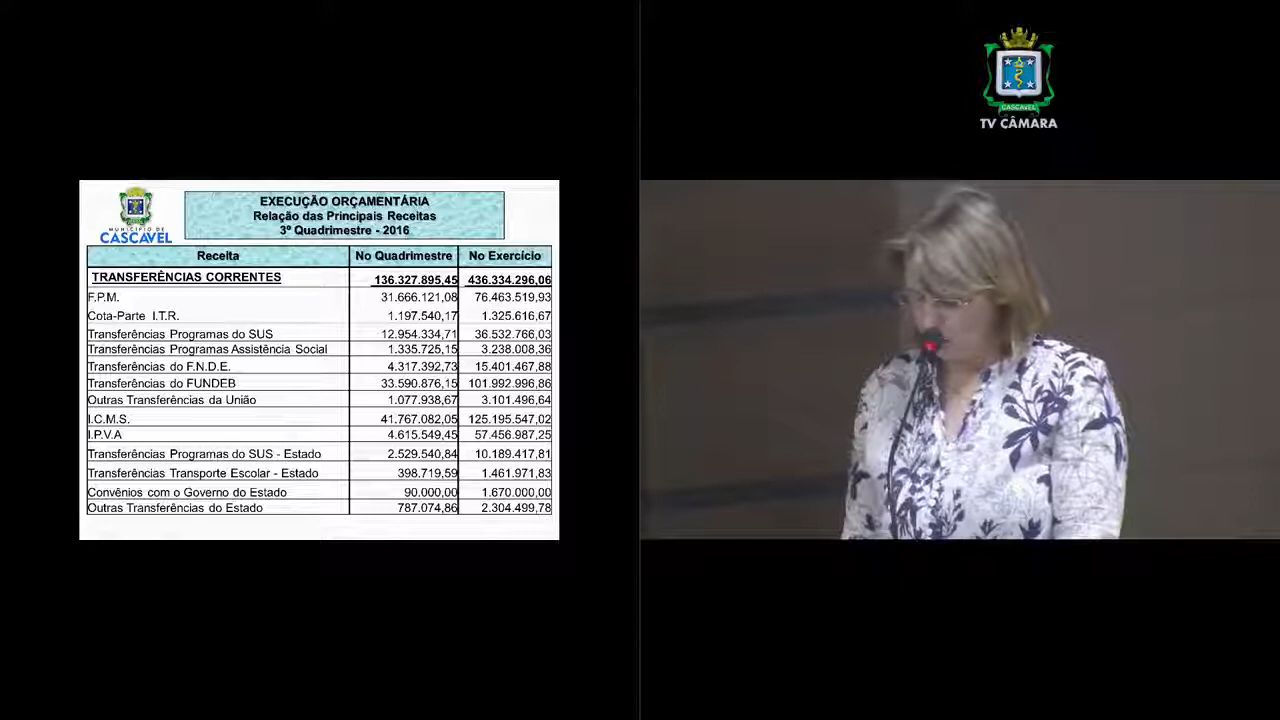 MUNICÍPIO DE
CASCAVEL
EXECUÇÃO ORÇAMENTÁRIA
Relação das Principais Receitas
3º Quadrimestre - 2016
Receita No Quadrimestre No Exercício
TRANSFERÊNCIAS CORRENTES 136.327.895,45 436.334.296,06
F.P.M. 31.666.121,08 76.463.519,93
Cota-Parte I.T.R. 1.197.540,17 1.325.616,67
Transferências Programas do SUS 12.954.334,71 36.532.766,03
Transferências Programas Assistência Social 1.335.725,15 3.238.008,36
Transferências do F.N.D.E. 4.317.392,73 15.401.467,88
Transferências do FUNDEB 33.590.876,15 101.992.996,86
Outras Transferências da União 1.077.938,67 3.101.496,64
I.C.M.S. 41.767.082,05 125.195.547,02
I.P.V.A 4.615.549,45 57.456.987,25
Transferências Programas do SUS - Estado 2.529.540,84 10.189.417,81
Transferências Transporte Escolar - Estado 398.719,59 1.461.971,83
Convênios com o Governo do Estado 90.000,00 1.670.000,00
Outras Transferências do Estado 787.074,86 2.304.499,78
CASCAVEL
TV CÂMARA